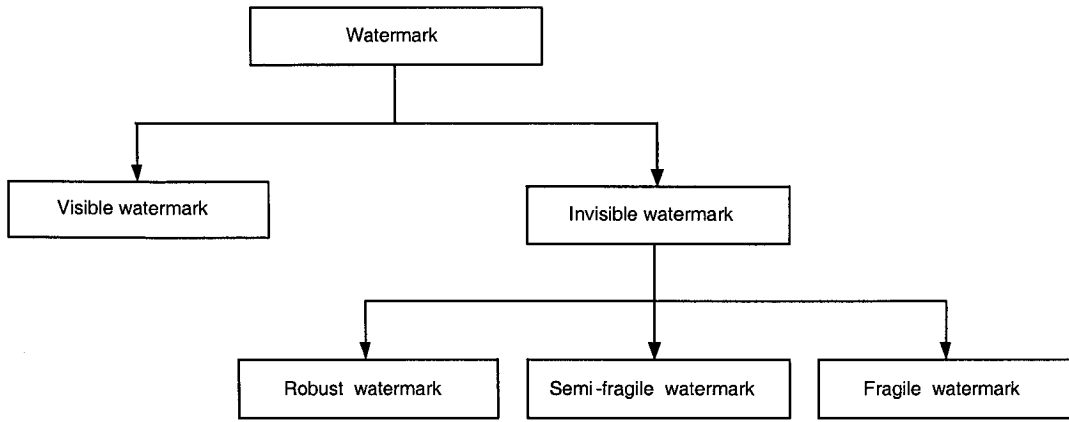 Watermark
Visible watermark
Invisible watermark
Robust watermark
Semi-fragile watermark
Fragile watermark